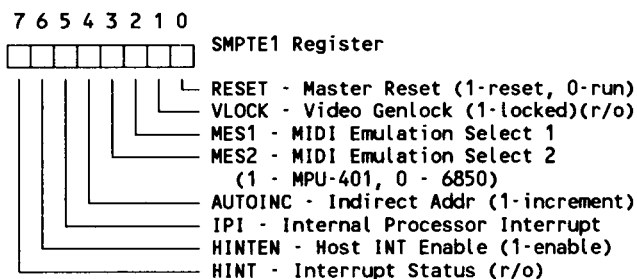 7 6 5 4 3 2 1 0
SMPTE1 Register
RESET - Master Reset (1-reset, 0-run)
VLOCK - Video Genlock (1-locked)(r/o)
MES1 - MIDI Emulation Select 1
MES2 - MIDI Emulation Select 2
(1 - MPU-401, 0 - 6850)
AUTOINC - Indirect Addr (1-increment)
IPI - Internal Processor Interrupt
HINTEN - Host INT Enable (1-enable)
HINT - Interrupt Status (r/o)